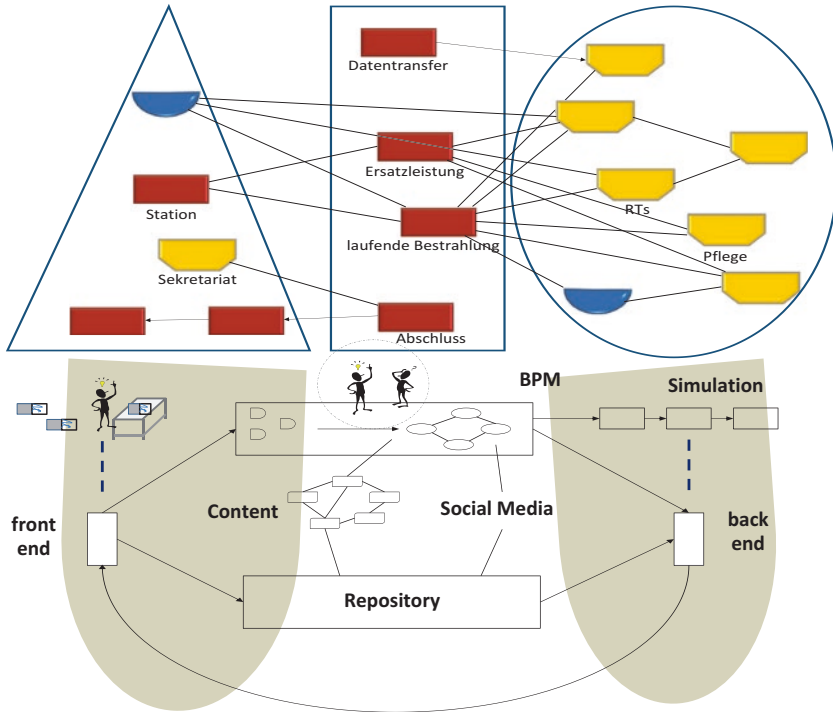 Datentransfer
Ersatzleistung
Station
RTs
laufende Bestrahlung
Pflege
Sekretariat
Abschluss
BPM
Simulation
Content
Social Media
front
end
back
end
Repository